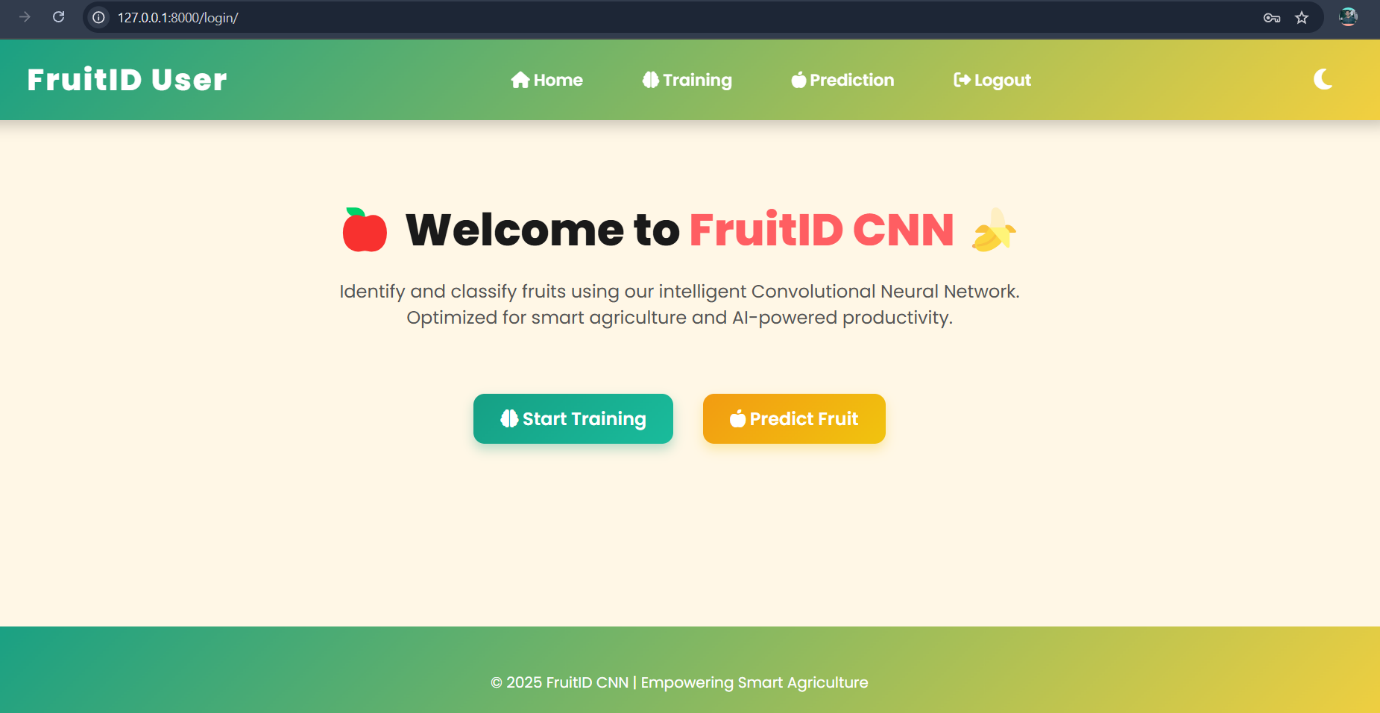 127.0.0.1:8000/login/
FruitID User
Home
Training
Prediction
Logout
Welcome to FruitID CNN
Identify and classify fruits using our intelligent Convolutional Neural Network.
Optimized for smart agriculture and AI-powered productivity.
Start Training
Predict Fruit
© 2025 FruitID CNN | Empowering Smart Agriculture